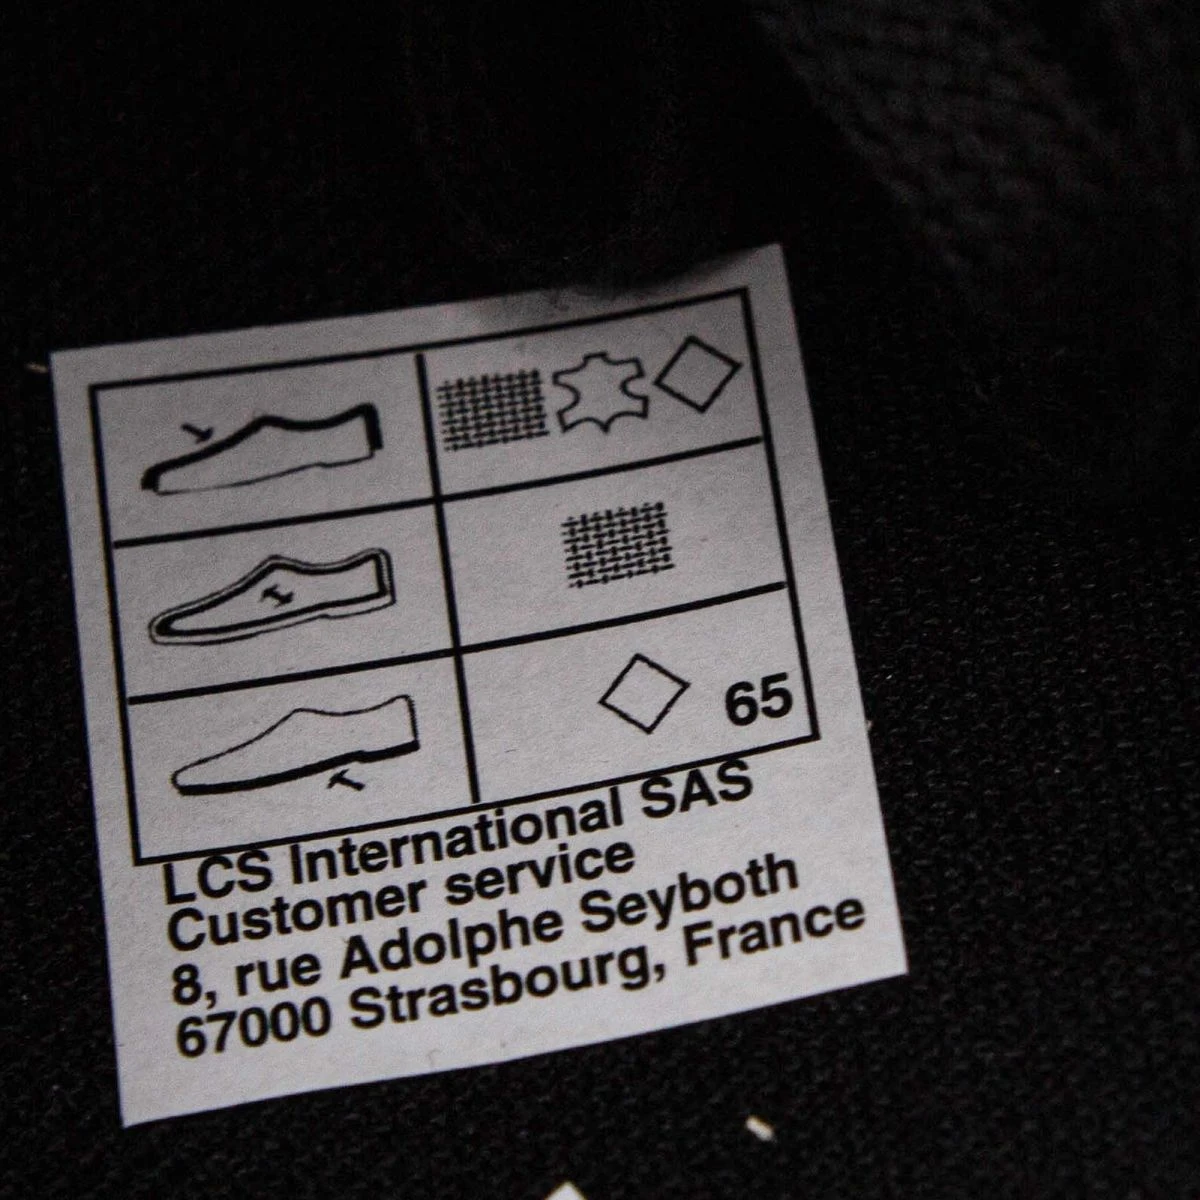 65
LCS International SAS
Customer service
8, rue Adolphe Seyboth
67000 Strasbourg, France